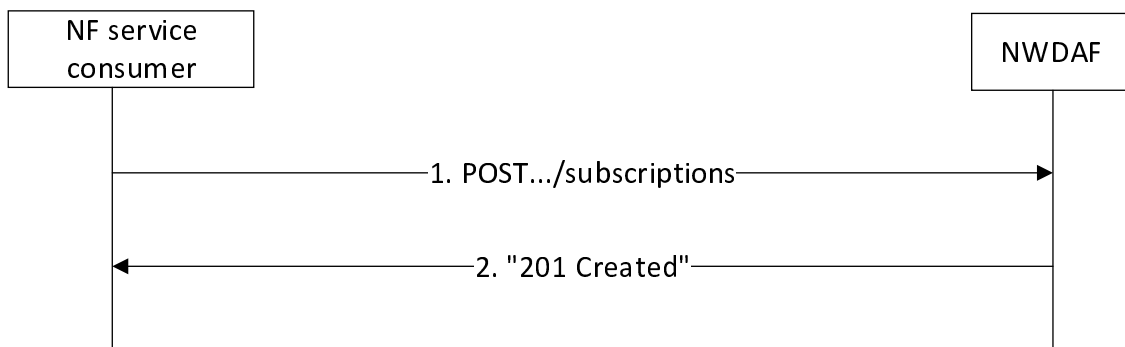 NF service
consumer
NWDAF
1. POST.../subscriptions
2. "201 Created"